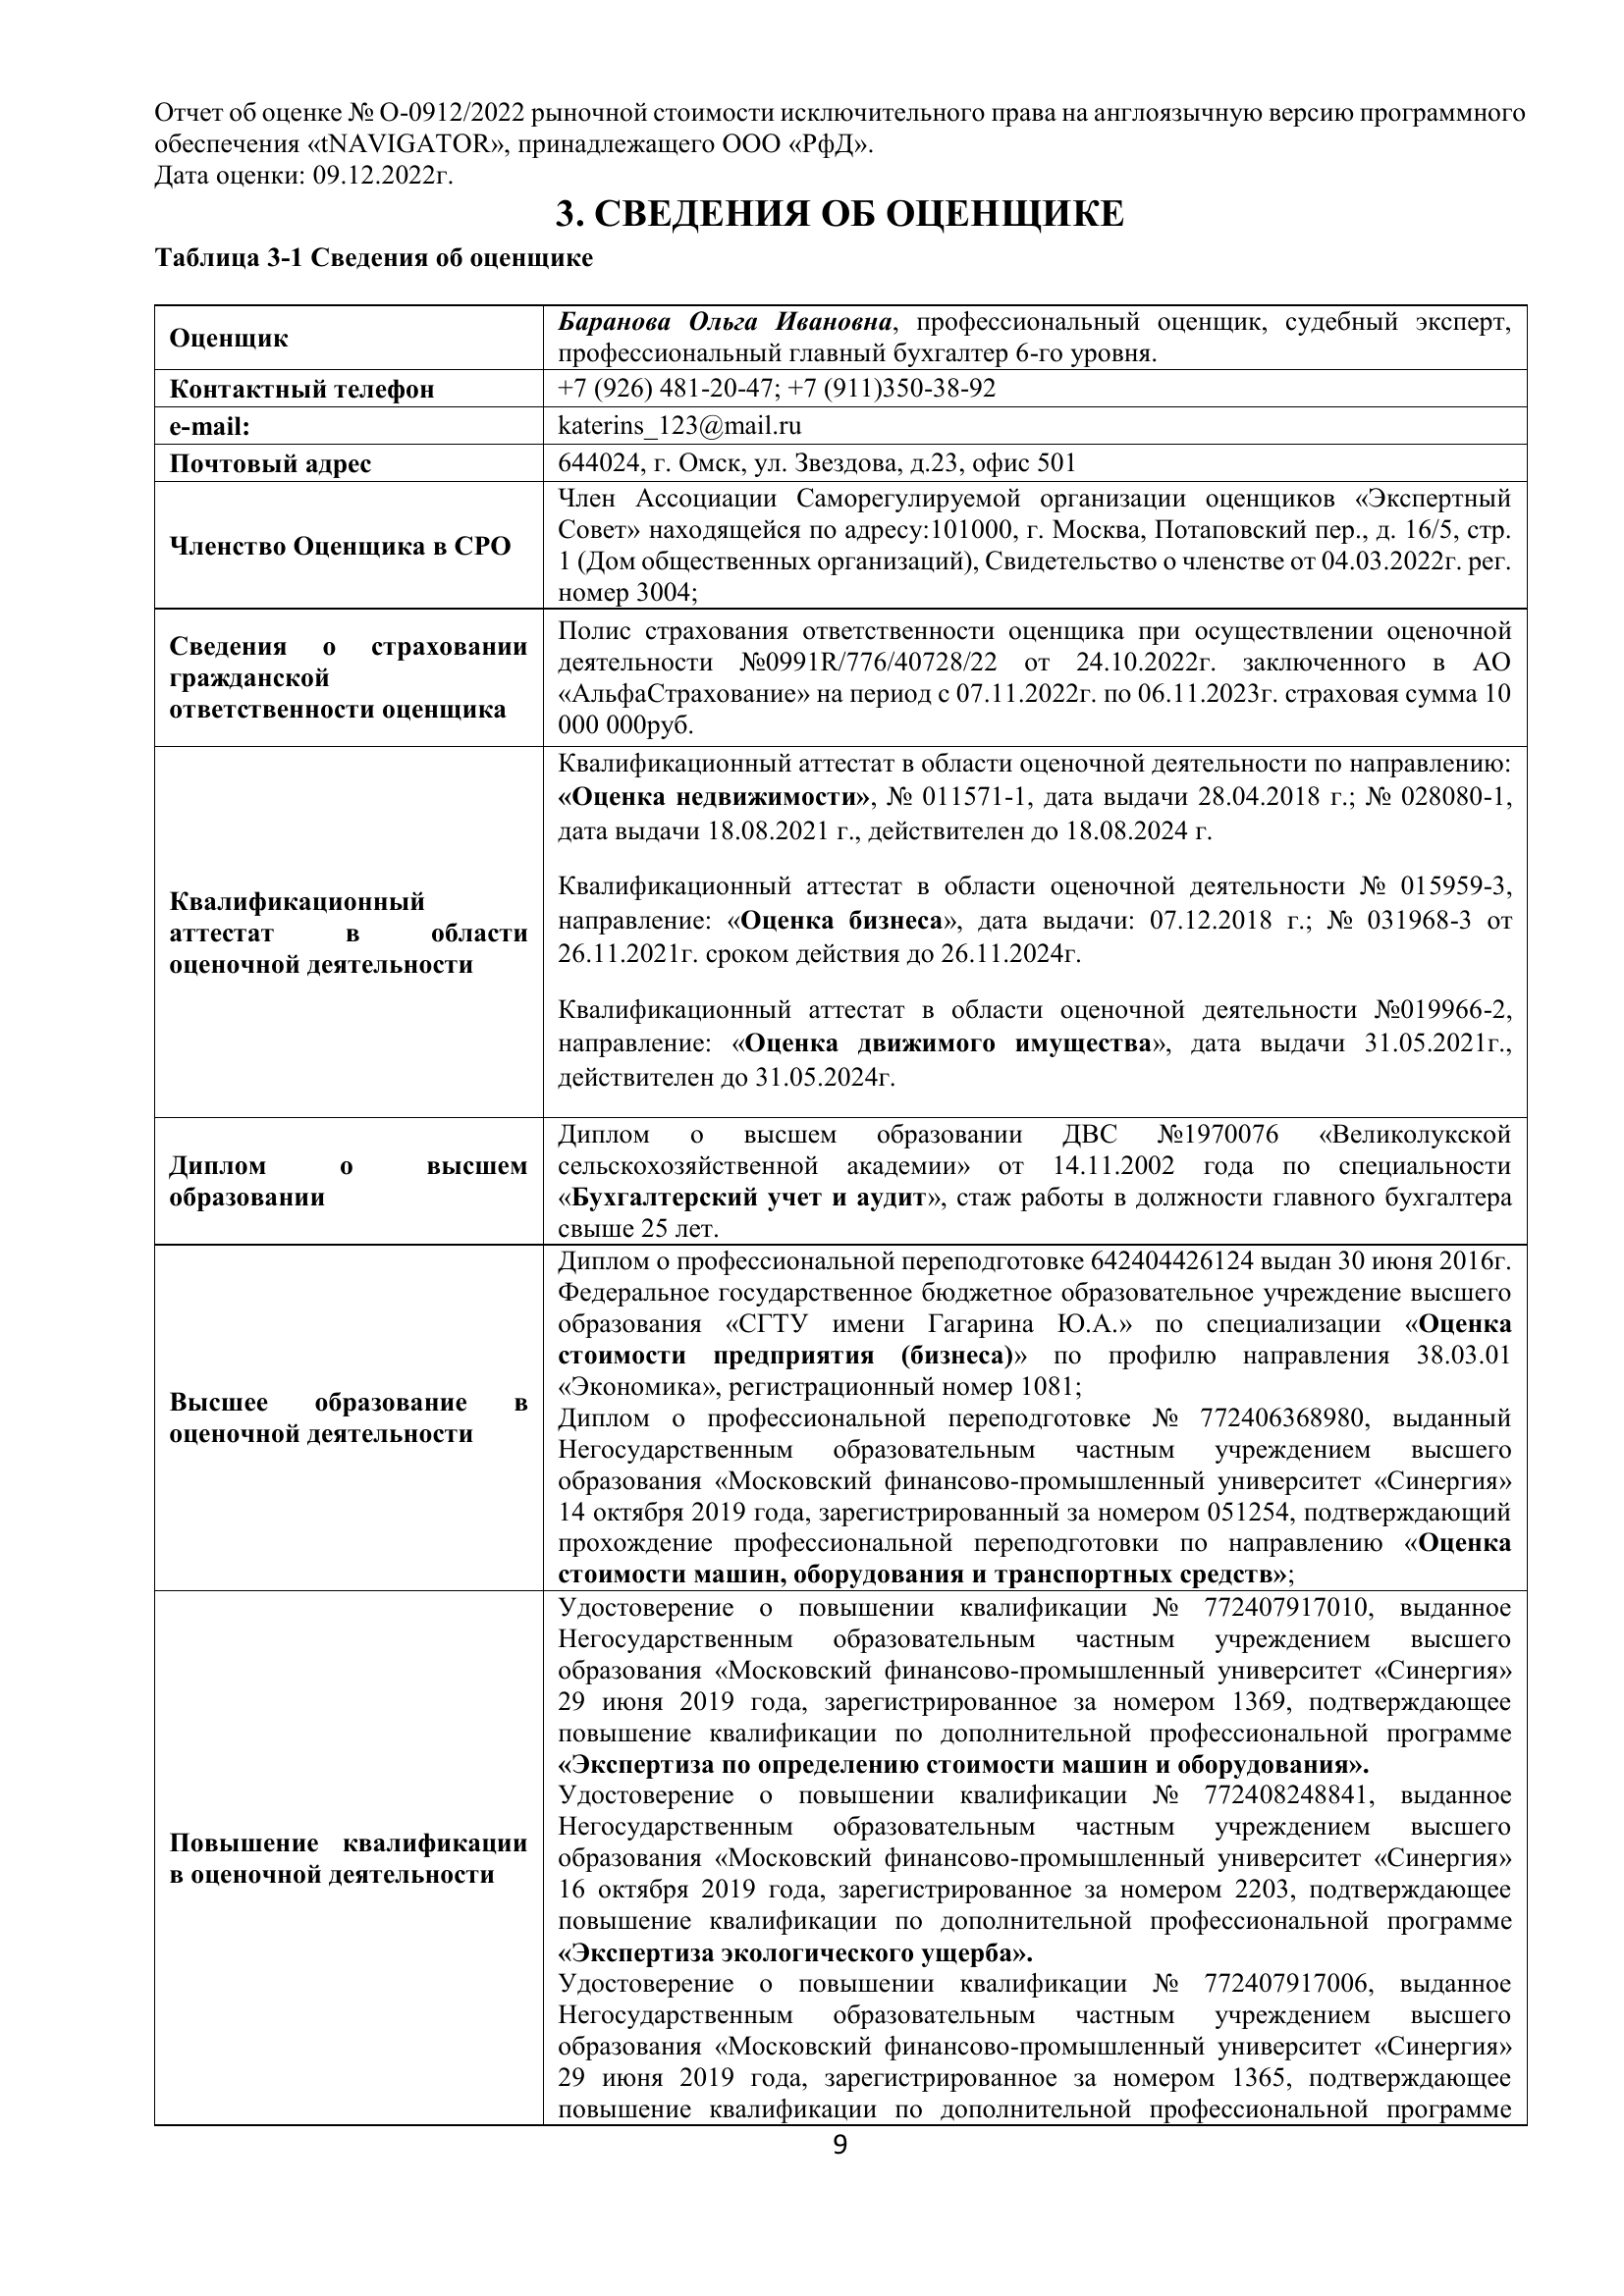 Отчет об оценке № О-0912/2022 рыночной стоимости исключительного права на англоязычную версию программного
обеспечения «tNAVIGATOR», принадлежащего ООО «РфД».
Дата оценки: 09.12.2022г.
3. СВЕДЕНИЯ ОБ ОЦЕНЩИКЕ
Таблица 3-1 Сведения об оценщике
Оценщик
Баранова Ольга Ивановна, профессиональный оценщик, судебный эксперт,
профессиональный главный бухгалтер 6-го уровня.
Контактный телефон
+7 (926) 481-20-47; +7 (911)350-38-92
e-mail:
katerins_123@mail.ru
Почтовый адрес
644024, г. Омск, ул. Звездова, д.23, офис 501
Членство Оценщика в СРО
Член Ассоциации Саморегулируемой организации оценщиков «Экспертный
Совет» находящейся по адресу:101000, г. Москва, Потаповский пер., д. 16/5, стр.
1 (Дом общественных организаций), Свидетельство о членстве от 04.03.2022г. рег.
номер 3004;
Сведения о страховании
гражданской
ответственности оценщика
Полис страхования ответственности оценщика при осуществлении оценочной
деятельности №0991R/776/40728/22 от 24.10.2022г. заключенного в АО
«АльфаСтрахование» на период с 07.11.2022г. по 06.11.2023г. страховая сумма 10
000 000руб.
Квалификационный
аттестат в области
оценочной деятельности
Квалификационный аттестат в области оценочной деятельности по направлению:
«Оценка недвижимости», № 011571-1, дата выдачи 28.04.2018 г.; № 028080-1,
дата выдачи 18.08.2021 г., действителен до 18.08.2024 г.
Квалификационный аттестат в области оценочной деятельности № 015959-3,
направление: «Оценка бизнеса», дата выдачи: 07.12.2018 г.; № 031968-3 от
26.11.2021г. сроком действия до 26.11.2024г.
Квалификационный аттестат в области оценочной деятельности №019966-2,
направление: «Оценка движимого имущества», дата выдачи 31.05.2021г.,
действителен до 31.05.2024г.
Диплом о высшем
образовании
Диплом о высшем образовании ДВС №1970076 «Великолукской
сельскохозяйственной академии» от 14.11.2002 года по специальности
«Бухгалтерский учет и аудит», стаж работы в должности главного бухгалтера
свыше 25 лет.
Высшее образование в
оценочной деятельности
Диплом о профессиональной переподготовке 642404426124 выдан 30 июня 2016г.
Федеральное государственное бюджетное образовательное учреждение высшего
образования «СГТУ имени Гагарина Ю.А.» по специализации «Оценка
стоимости предприятия (бизнеса)» по профилю направления 38.03.01
«Экономика», регистрационный номер 1081;
Диплом о профессиональной переподготовке № 772406368980, выданный
Негосударственным образовательным частным учреждением высшего
образования «Московский финансово-промышленный университет «Синергия»
14 октября 2019 года, зарегистрированный за номером 051254, подтверждающий
прохождение профессиональной переподготовки по направлению «Оценка
стоимости машин, оборудования и транспортных средств»;
Повышение квалификации
в оценочной деятельности
Удостоверение о повышении квалификации № 772407917010, выданное
Негосударственным образовательным частным учреждением высшего
образования «Московский финансово-промышленный университет «Синергия»
29 июня 2019 года, зарегистрированное за номером 1369, подтверждающее
повышение квалификации по дополнительной профессиональной программе
«Экспертиза по определению стоимости машин и оборудования».
Удостоверение о повышении квалификации № 772408248841, выданное
Негосударственным образовательным частным учреждением высшего
образования «Московский финансово-промышленный университет «Синергия»
16 октября 2019 года, зарегистрированное за номером 2203, подтверждающее
повышение квалификации по дополнительной профессиональной программе
«Экспертиза экологического ущерба».
Удостоверение о повышении квалификации № 772407917006, выданное
Негосударственным образовательным частным учреждением высшего
образования «Московский финансово-промышленный университет «Синергия»
29 июня 2019 года, зарегистрированное за номером 1365, подтверждающее
повышение квалификации по дополнительной профессиональной программе
9